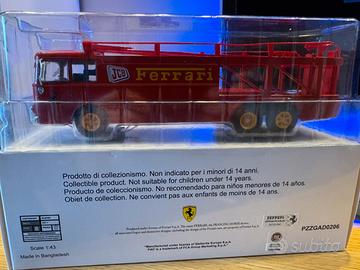 JCB
Ferrari
Prodotto di collezionismo. Non indicato per i minori di 14 anni.
Collectible product. Not suitable for children under 14 years.
Producto de coleccionismo. No recomendado para niños menores de 14 años.
Objet de collection. Ne convient pas aux enfants de moins de 14 ans.
Scale 1:43
Made in Bangladesh
PZZGAD0206
subito